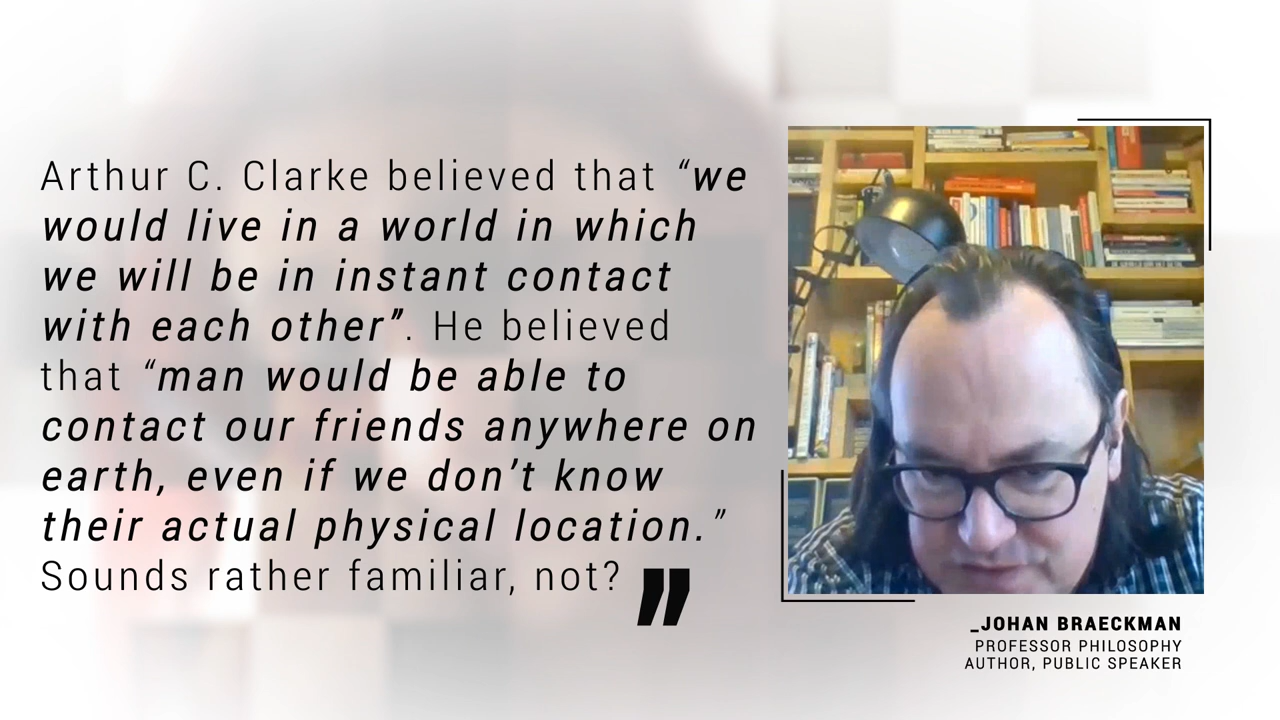 Arthur C. Clarke believed that “we
would live in a world in which
we will be in instant contact
with each other”. He believed
that “man would be able to
contact our friends anywhere on
earth, even if we don’t know
their actual physical location.”
Sounds rather familiar, not?
”
_JOHAN BRAECKMAN
PROFESSOR PHILOSOPHY
AUTHOR, PUBLIC SPEAKER